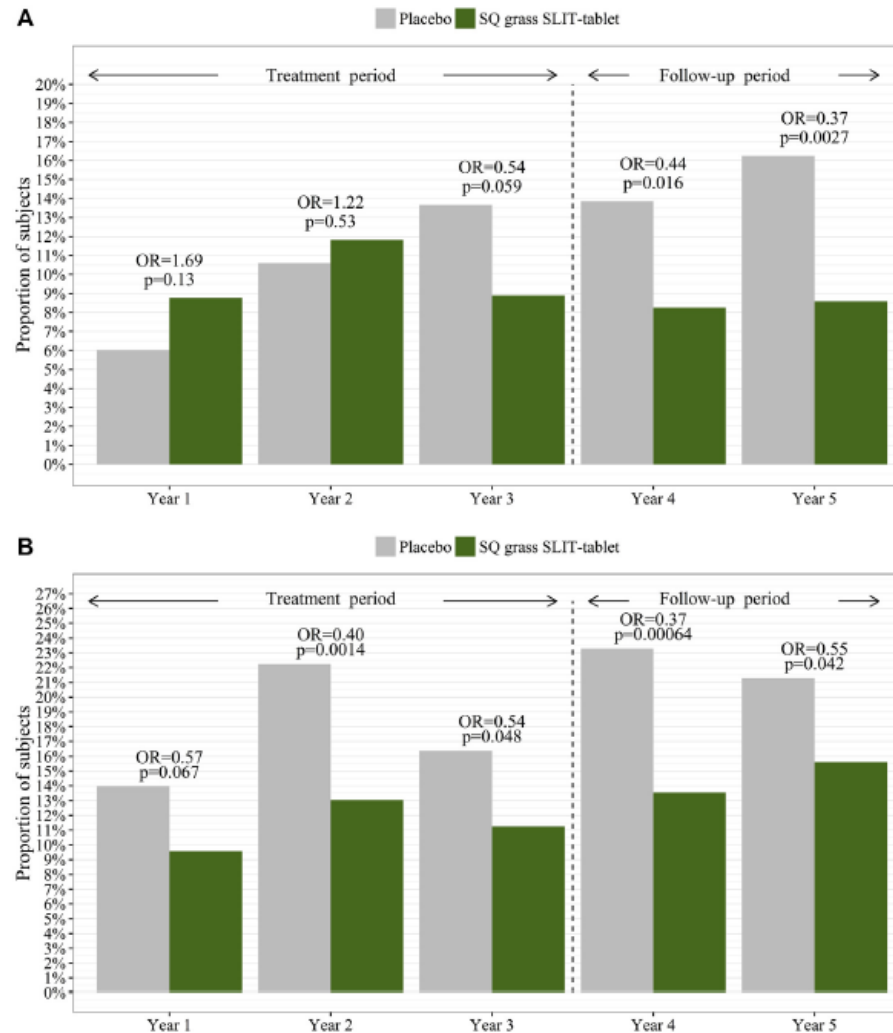 A
Placebo SQ grass SLIT-tablet
Treatment period Follow-up period
Proportion of subjects
20%
19%
18%
17%
16%
15%
14%
13%
12%
11%
10%
9%
8%
7%
6%
5%
4%
3%
2%
1%
0%
OR=1.69
p=0.13
OR=1.22
p=0.53
OR=0.54
p=0.059
OR=0.44
p=0.016
OR=0.37
p=0.0027
Year 1 Year 2 Year 3 Year 4 Year 5
B
Placebo SQ grass SLIT-tablet
Treatment period Follow-up period
Proportion of subjects
27%
26%
25%
24%
23%
22%
21%
20%
19%
18%
17%
16%
15%
14%
13%
12%
11%
10%
9%
8%
7%
6%
5%
4%
3%
2%
1%
0%
OR=0.57
p=0.067
OR=0.40
p=0.0014
OR=0.54
p=0.048
OR=0.37
p=0.00064
OR=0.55
p=0.042
Year 1 Year 2 Year 3 Year 4 Year 5